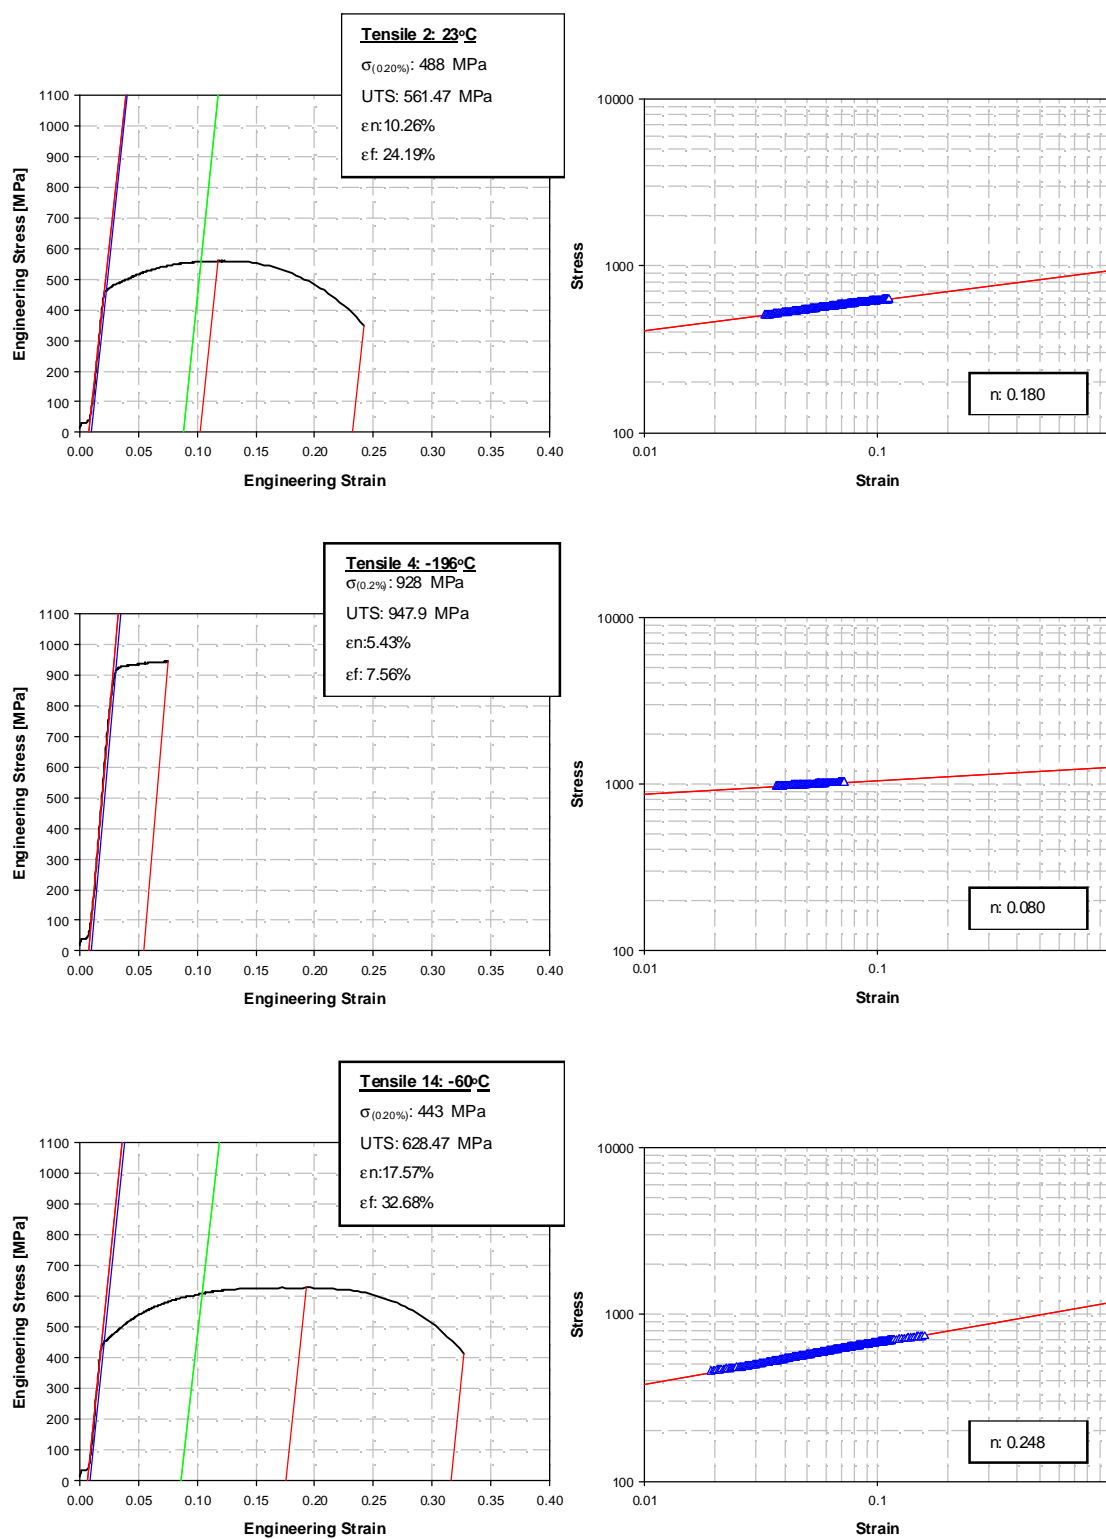 Tensile 2: 23ºC
σ(0.20%): 488 MPa
UTS: 561.47 MPa
εn:10.26%
εf: 24.19%
Engineering Stress [MPa]
1100
1000
900
800
700
600
500
400
300
200
100
0
0.00 0.05 0.10 0.15 0.20 0.25 0.30 0.35 0.40
Engineering Strain
Stress
10000
1000
100
0.01 0.1
Strain
n: 0.180
Tensile 4: -196ºC
σ(0.2%): 928 MPa
UTS: 947.9 MPa
εn:5.43%
εf: 7.56%
Engineering Stress [MPa]
1100
1000
900
800
700
600
500
400
300
200
100
0
0.00 0.05 0.10 0.15 0.20 0.25 0.30 0.35 0.40
Engineering Strain
Stress
10000
1000
100
0.01 0.1
Strain
n: 0.080
Tensile 14: -60ºC
σ(0.20%): 443 MPa
UTS: 628.47 MPa
εn:17.57%
εf: 32.68%
Engineering Stress [MPa]
1100
1000
900
800
700
600
500
400
300
200
100
0
0.00 0.05 0.10 0.15 0.20 0.25 0.30 0.35 0.40
Engineering Strain
Stress
10000
1000
100
0.01 0.1
Strain
n: 0.248